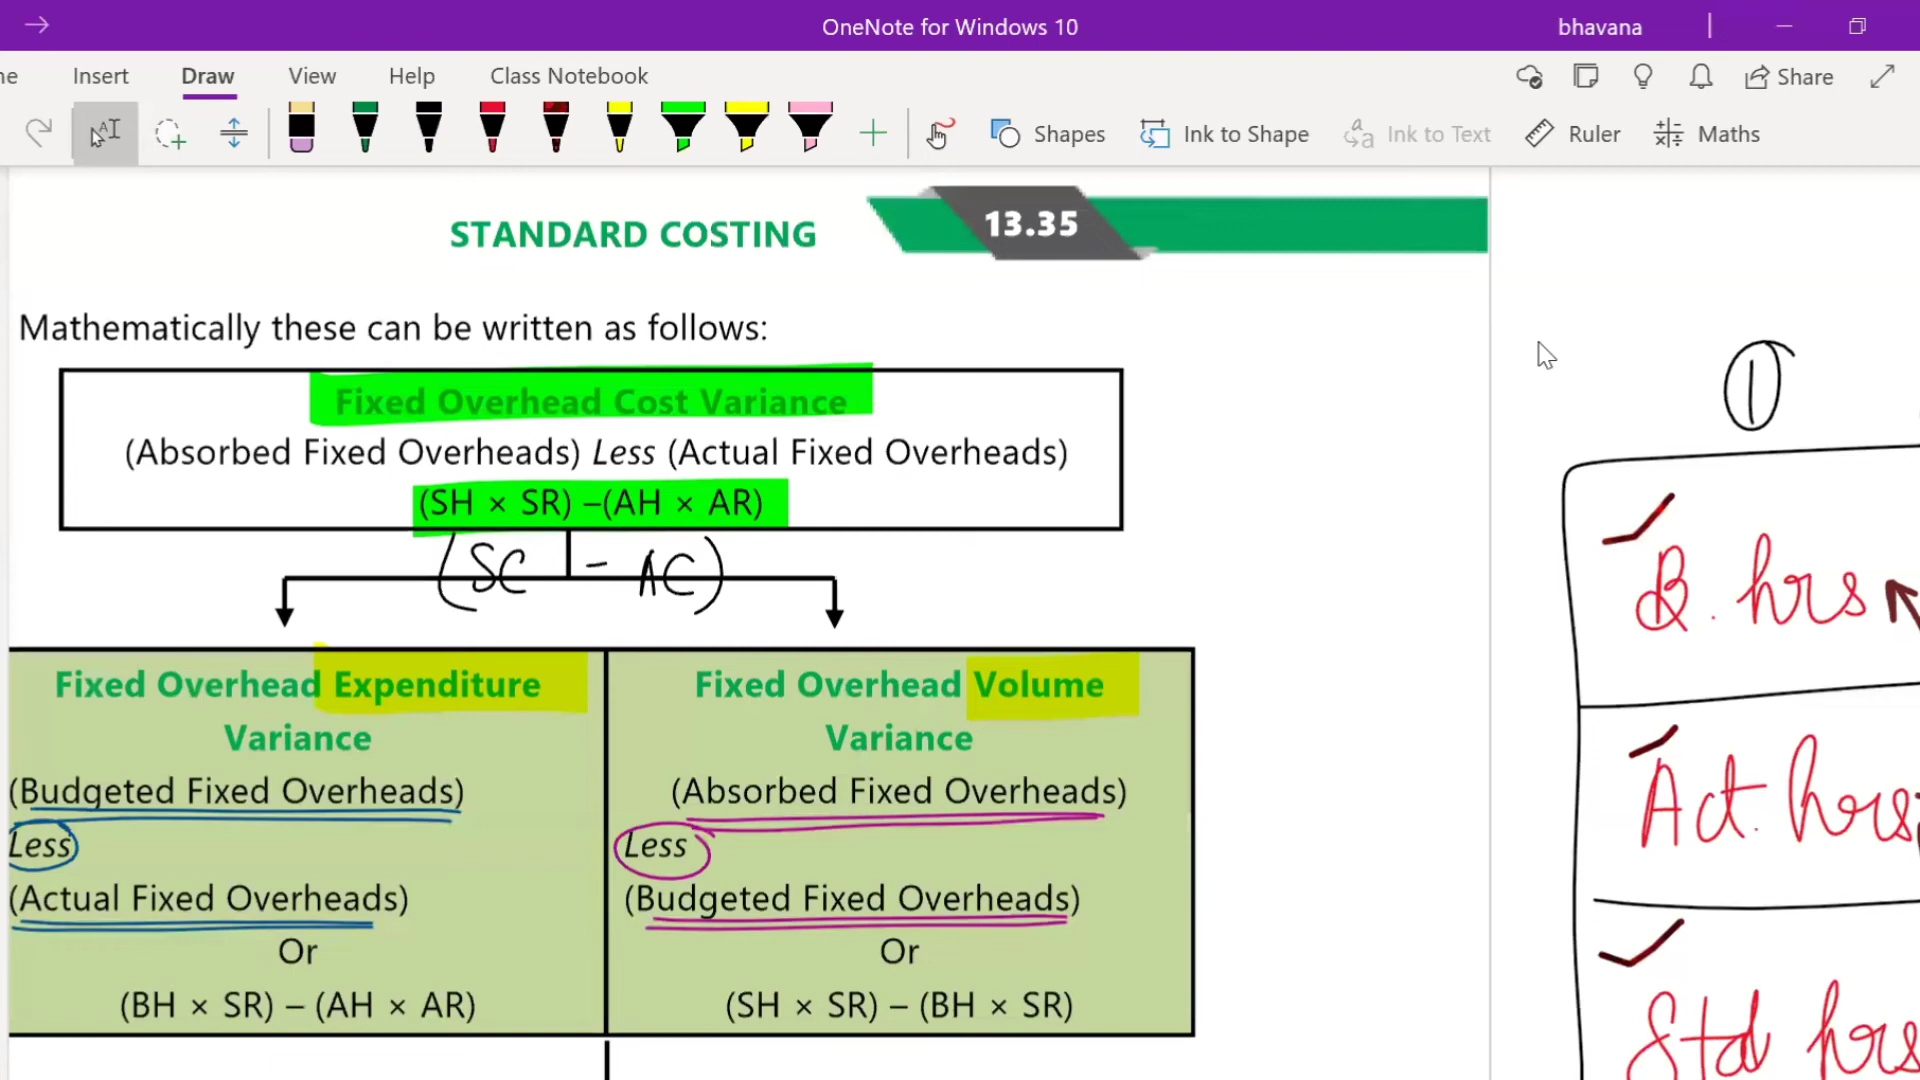 OneNote for Windows 10
bhavana
Insert Draw View Help Class Notebook
Share
Shapes Ink to Shape Ink to Text Ruler Maths
STANDARD COSTING
13.35
Mathematically these can be written as follows:
Fixed Overhead Cost Variance
(Absorbed Fixed Overheads) Less (Actual Fixed Overheads)
(SH × SR) –(AH × AR)
(SC - AC)
Fixed Overhead Expenditure
Variance
(Budgeted Fixed Overheads)
Less
(Actual Fixed Overheads)
Or
(BH × SR) – (AH × AR)
Fixed Overhead Volume
Variance
(Absorbed Fixed Overheads)
Less
(Budgeted Fixed Overheads)
Or
(SH × SR) – (BH × SR)
1
B. hrs
Act. hrs
Std hrs